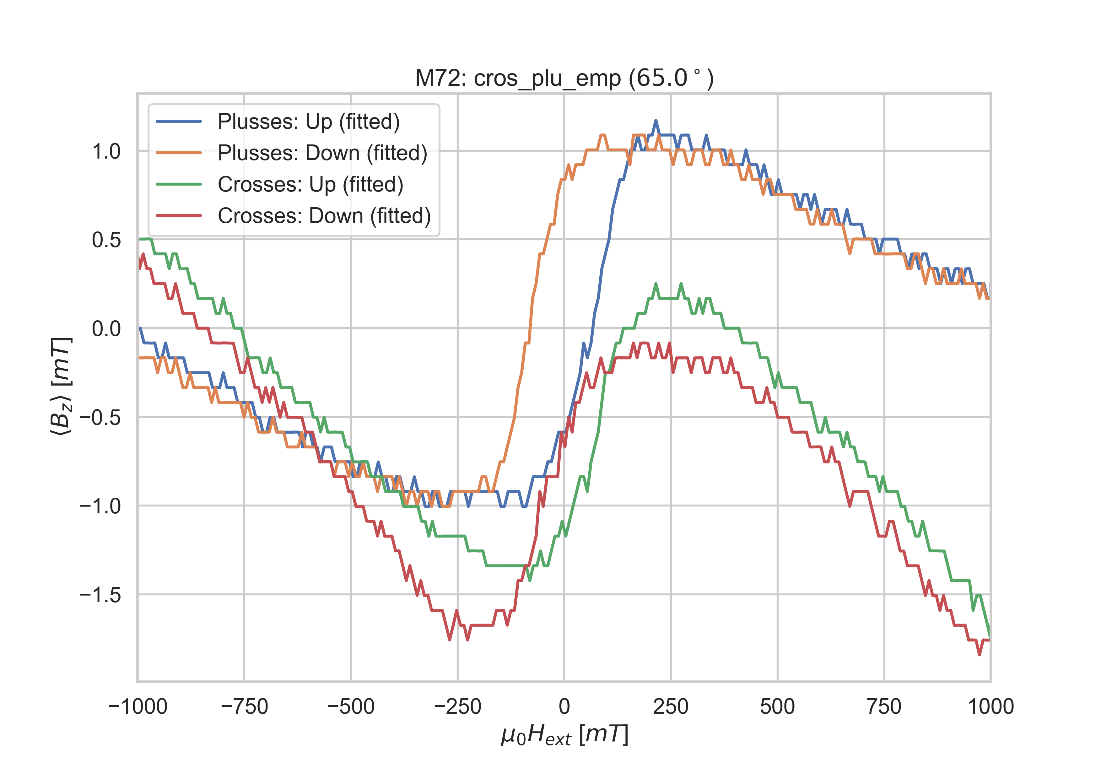 M72: cros_plu_emp (65.0°)
Plusses: Up (fitted)
Plusses: Down (fitted)
Crosses: Up (fitted)
Crosses: Down (fitted)
1.0
0.5
0.0
−0.5
−1.0
−1.5
⟨B_z⟩ [mT]
−1000 −750 −500 −250 0 250 500 750 1000
μ₀H_ext [mT]